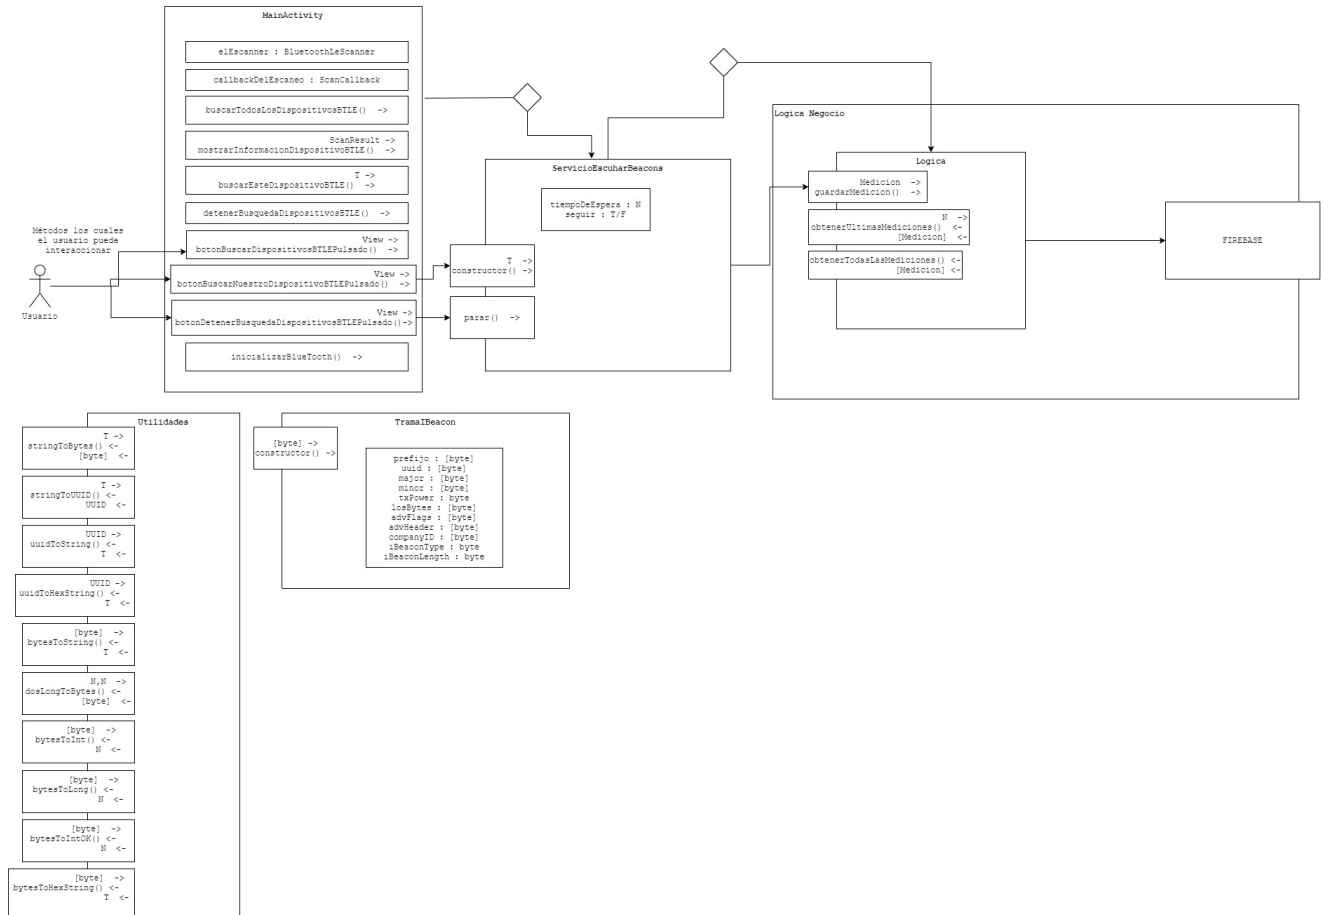 MainActivity
elEscanner : BluetoothLeScanner
callbackDelEscaneo : ScanCallback
buscarTodosLosDispositivosBTLE()  ->
ScanResult ->
mostrarInformacionDispositivoBTLE()  ->
T ->
buscarEsteDispositivoBTLE()  ->
detenerBusquedaDispositivosBTLE()  ->
View ->
botonBuscarDispositivosBTLEPulsado()  ->
View ->
botonBuscarNuestroDispositivoBTLEPulsado()  ->
View ->
botonDetenerBusquedaDispositivosBTLEPulsado()->
inicializarBlueTooth()  ->
Métodos los cuales
el usuario puede
interaccionar
Usuario
ServicioEscuharBeacons
tiempoDeEspera : N
seguir : T/F
T  ->
constructor() ->
parar()  ->
Logica Negocio
Logica
Medicion  ->
guardarMedicion()  ->
N  ->
obtenerUltimasMediciones()  <-
[Medicion]  <-
obtenerTodasLasMediciones() <-
[Medicion] <-
FIREBASE
Utilidades
T ->
stringToBytes() <-
[byte]  <-
T ->
stringToUUID() <-
UUID  <-
UUID ->
uuidToString() <-
T  <-
UUID ->
uuidToHexString() <-
T  <-
[byte]  ->
bytesToString() <-
T  <-
N,N  ->
dosLongToBytes() <-
[byte]  <-
[byte]  ->
bytesToInt() <-
N  <-
[byte]  ->
bytesToLong() <-
N  <-
[byte]  ->
bytesToIntOK() <-
N  <-
[byte]  ->
bytesToHexString() <-
T  <-
TramaIBeacon
[byte] ->
constructor() ->
prefijo : [byte]
uuid : [byte]
major : [byte]
minor : [byte]
txPower : byte
losBytes : [byte]
advFlags : [byte]
advHeader : [byte]
companyID : [byte]
iBeaconType : byte
iBeaconLength : byte